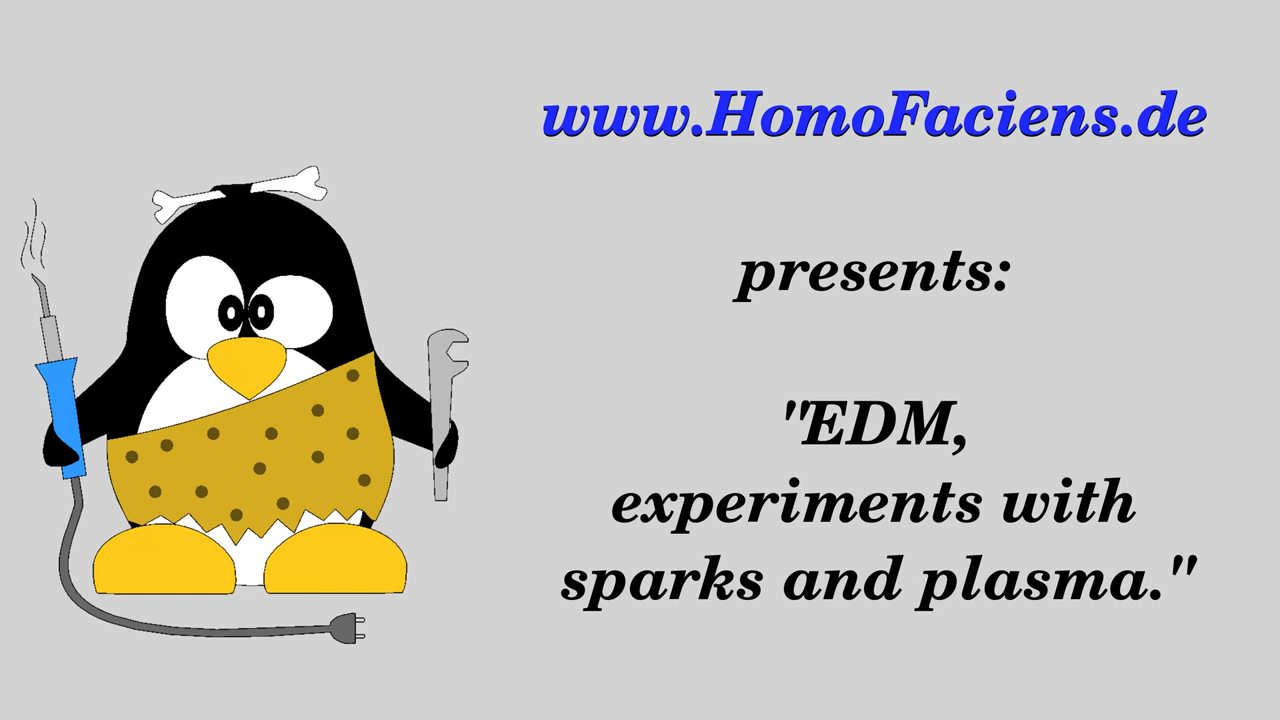 www.HomoFaciens.de
presents:
"EDM,
experiments with
sparks and plasma."